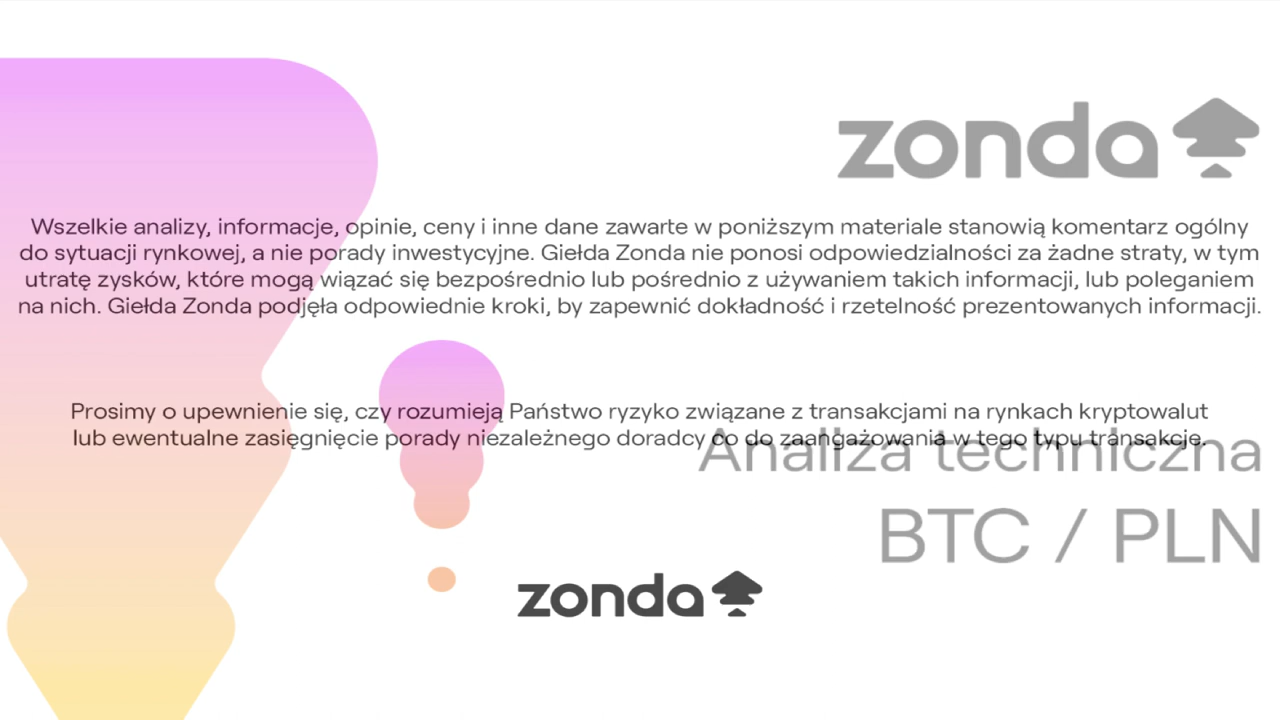 zonda
Wszelkie analizy, informacje, opinie, ceny i inne dane zawarte w poniższym materiale stanowią komentarz ogólny
do sytuacji rynkowej, a nie porady inwestycyjne. Giełda Zonda nie ponosi odpowiedzialności za żadne straty, w tym
utratę zysków, które mogą wiązać się bezpośrednio lub pośrednio z używaniem takich informacji, lub poleganiem
na nich. Giełda Zonda podjęła odpowiednie kroki, by zapewnić dokładność i rzetelność prezentowanych informacji.
Prosimy o upewnienie się, czy rozumieją Państwo ryzyko związane z transakcjami na rynkach kryptowalut
lub ewentualne zasięgnięcie porady niezależnego doradcy co do zaangażowania w tego typu transakcje.
Analiza techniczna
BTC / PLN
zonda